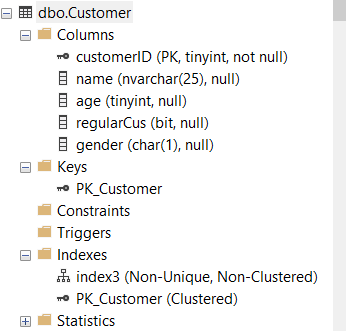 dbo.Customer
Columns
customerID (PK, tinyint, not null)
name (nvarchar(25), null)
age (tinyint, null)
regularCus (bit, null)
gender (char(1), null)
Keys
PK_Customer
Constraints
Triggers
Indexes
index3 (Non-Unique, Non-Clustered)
PK_Customer (Clustered)
Statistics